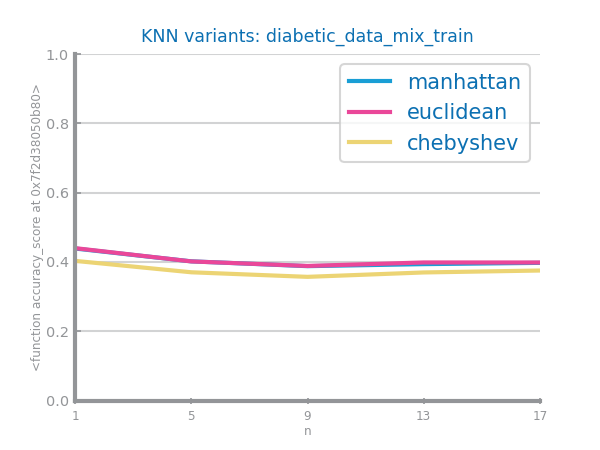 KNN variants: diabetic_data_mix_train
<function accuracy_score at 0x7f2d38050b80>
1.0
0.8
0.6
0.4
0.2
0.0
manhattan
euclidean
chebyshev
1 5 9 13 17
n